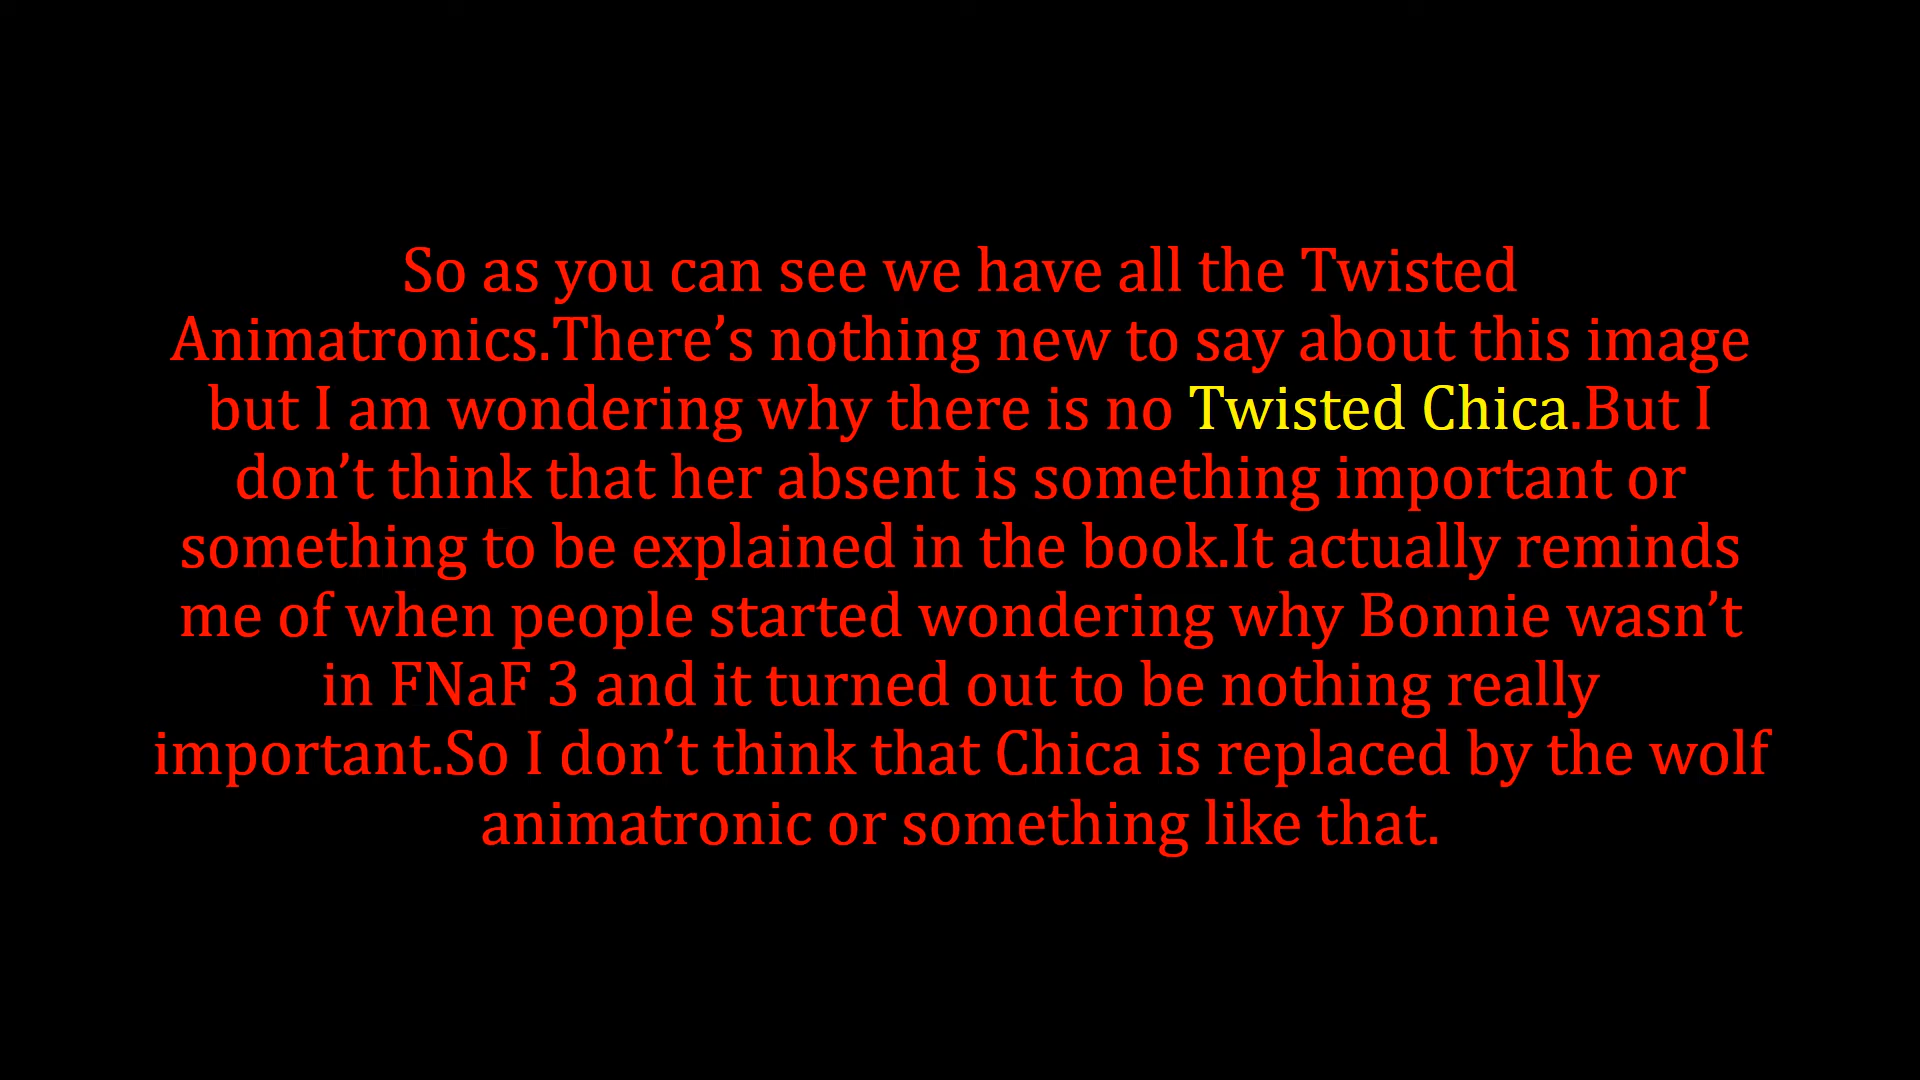 So as you can see we have all the Twisted
Animatronics.There’s nothing new to say about this image
but I am wondering why there is no Twisted Chica.But I
don’t think that her absent is something important or
something to be explained in the book.It actually reminds
me of when people started wondering why Bonnie wasn’t
in FNaF 3 and it turned out to be nothing really
important.So I don’t think that Chica is replaced by the wolf
animatronic or something like that.